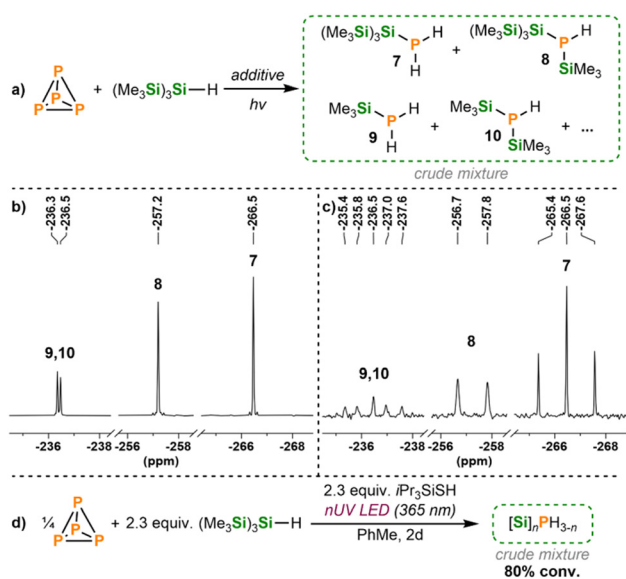 a)
P
P P P
+ (Me₃Si)₃Si—H
additive
hv
(Me₃Si)₃Si P H H
7
+
(Me₃Si)₃Si P H SiMe₃
8
Me₃Si P H H
9
+
Me₃Si P H SiMe₃
10
+ ...
crude mixture
b)
-236.3
-236.5
-257.2
-266.5
9,10
8
7
-236 -238 -256 -258 -266 -268
(ppm)
c)
-235.4
-235.8
-236.5
-237.0
-237.6
-256.7
-257.8
-265.4
-266.5
-267.6
9,10
8
7
-236 -238 -256 -258 -266 -268
(ppm)
d)
¼
P
P P P
+ 2.3 equiv. (Me₃Si)₃Si—H
2.3 equiv. iPr₃SiSH
nUV LED (365 nm)
PhMe, 2d
[Si]ₙPH₃₋ₙ
crude mixture
80% conv.